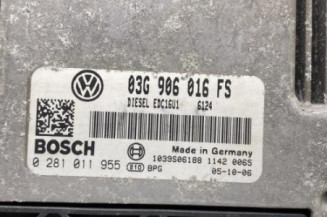 03G 906 016 FS
DIESEL EDC16U1 6124
BOSCH
Made in Germany
1039S06188 1142 0065
0 281 011 955
BPG
05-10-06